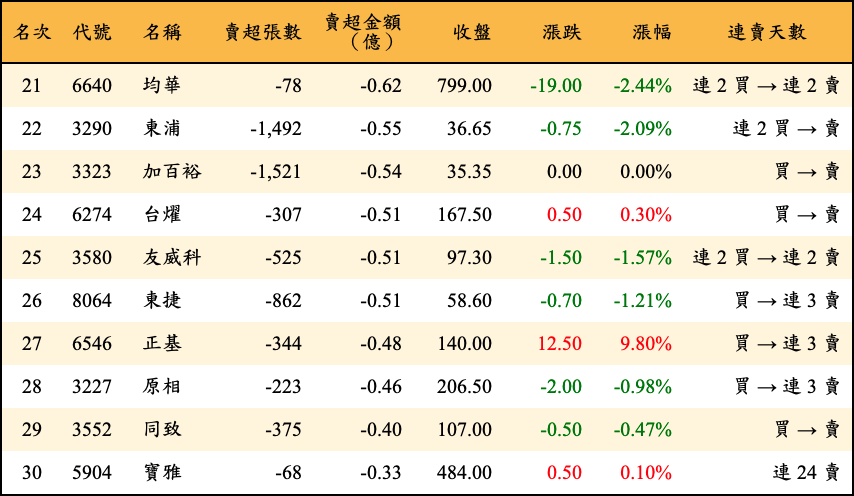 名次 代號 名稱 賣超張數 賣超金額（億） 收盤 漲跌 漲幅 連賣天數
21 6640 均華 -78 -0.62 799.00 -19.00 -2.44% 連 2 買 → 連 2 賣
22 3290 東浦 -1,492 -0.55 36.65 -0.75 -2.09% 連 2 買 → 賣
23 3323 加百裕 -1,521 -0.54 35.35 0.00 0.00% 買 → 賣
24 6274 台燿 -307 -0.51 167.50 0.50 0.30% 買 → 賣
25 3580 友威科 -525 -0.51 97.30 -1.50 -1.57% 連 2 買 → 連 2 賣
26 8064 東捷 -862 -0.51 58.60 -0.70 -1.21% 買 → 連 3 賣
27 6546 正基 -344 -0.48 140.00 12.50 9.80% 買 → 連 3 賣
28 3227 原相 -223 -0.46 206.50 -2.00 -0.98% 買 → 連 3 賣
29 3552 同致 -375 -0.40 107.00 -0.50 -0.47% 買 → 賣
30 5904 寶雅 -68 -0.33 484.00 0.50 0.10% 連 24 賣